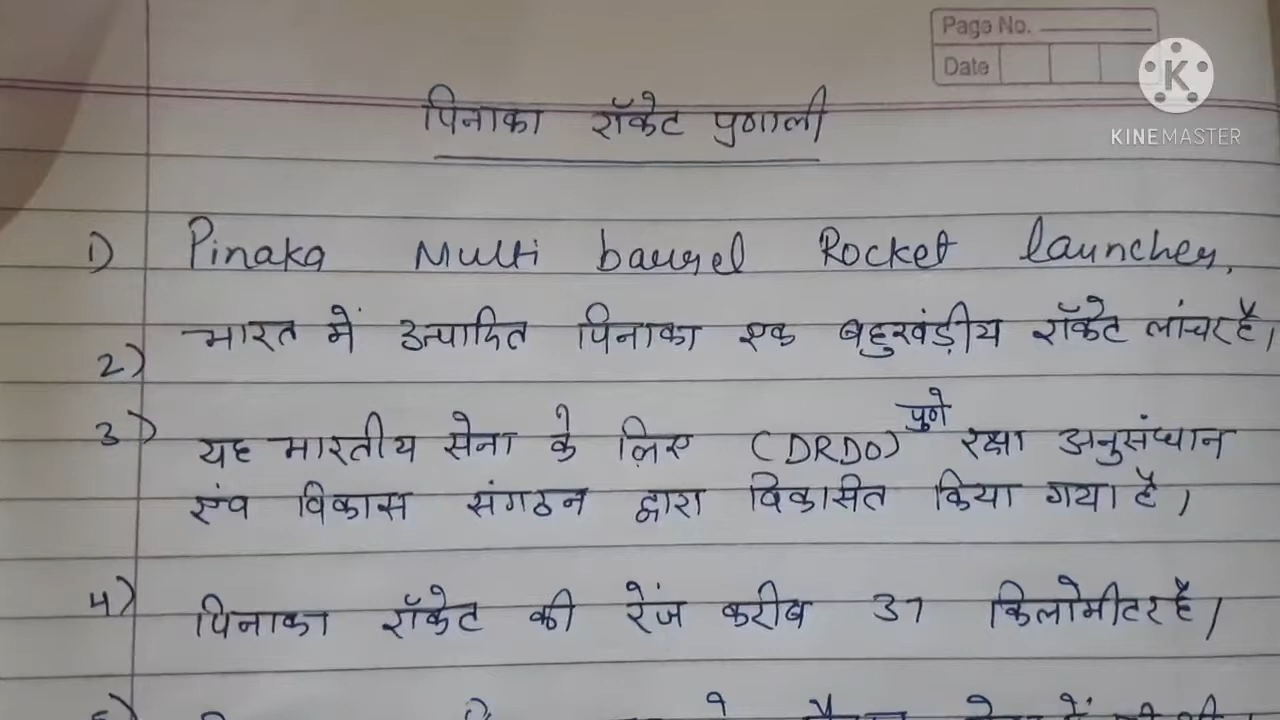 Page No.
Date
K
KINEMASTER
पिनाका रॉकेट पुणाली
1) Pinaka Multi barrel Rocket launcher.
2) भारत में उत्पादित पिनाका एक बहुखंड़ीय रॉकेट लांचर है।
पुणे
3) यह भारतीय सेना के लिए (DRDO) रक्षा अनुसंधान
एंव विकास संगठन द्वारा विकासित किया गया है।
4) पिनाका रॉकेट की रेंज करीब 37 किलोमीटर है।